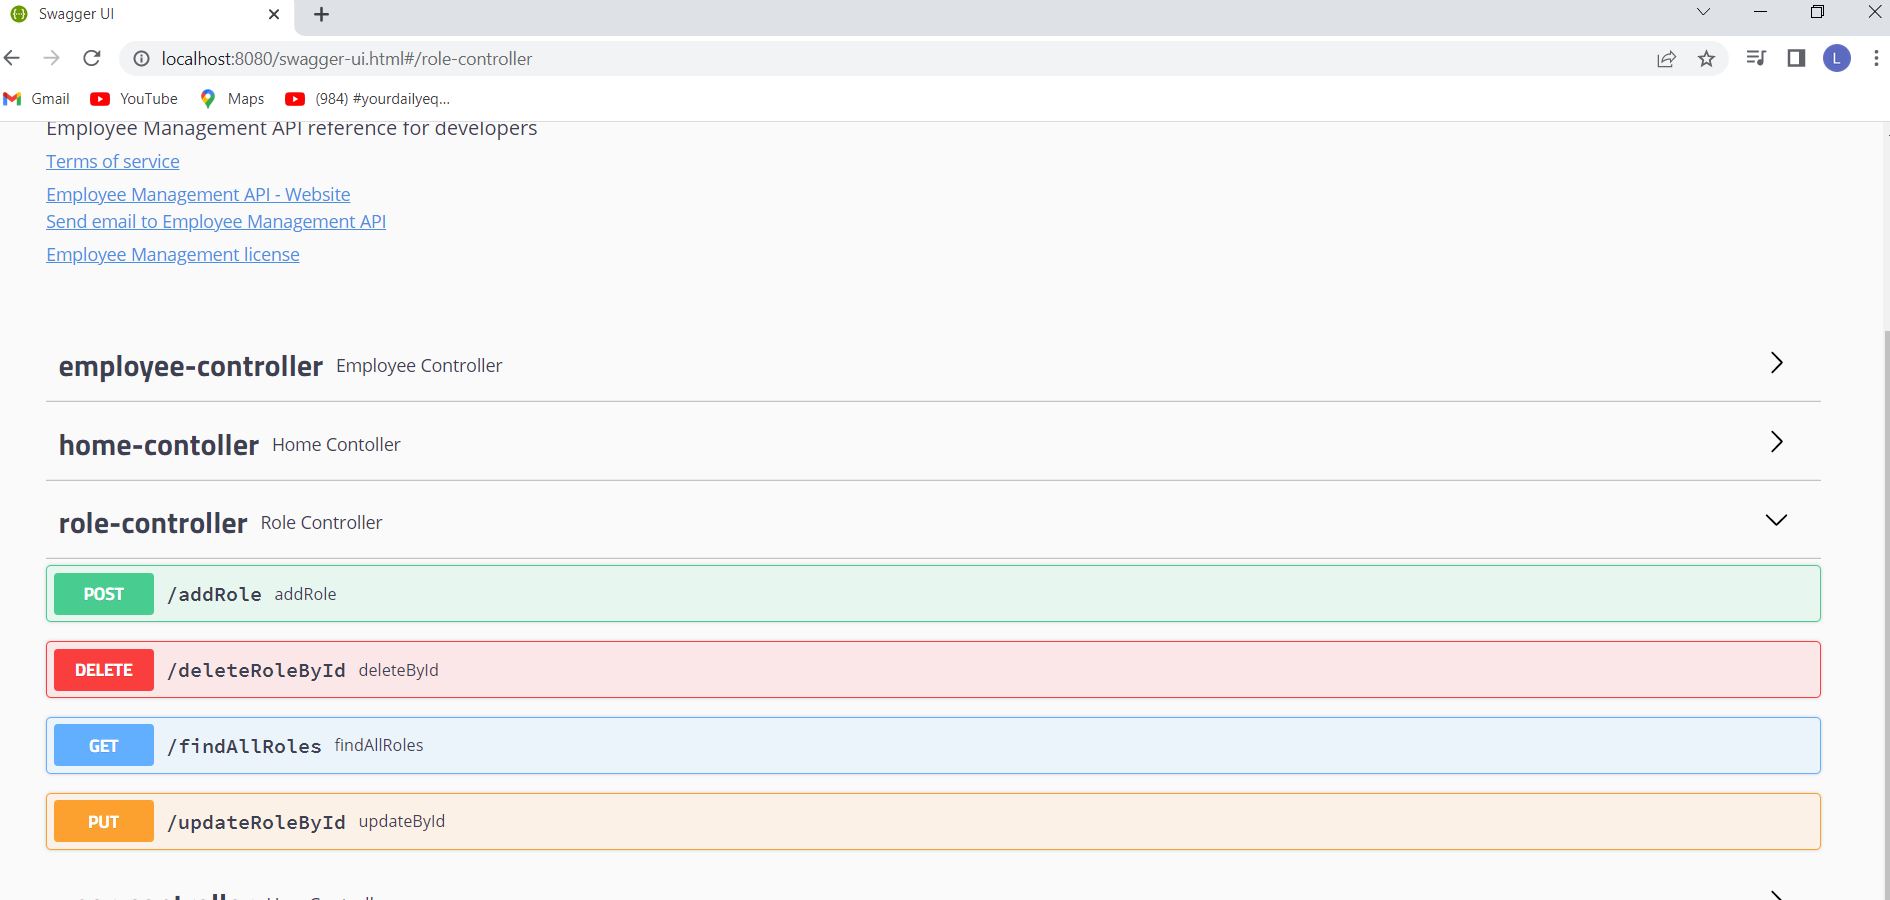 Swagger UI
localhost:8080/swagger-ui.html#/role-controller
L
Gmail YouTube Maps (984) #yourdailyeq...
Employee Management API reference for developers
Terms of service
Employee Management API - Website
Send email to Employee Management API
Employee Management license
employee-controller Employee Controller
home-contoller Home Contoller
role-controller Role Controller
POST /addRole addRole
DELETE /deleteRoleById deleteById
GET /findAllRoles findAllRoles
PUT /updateRoleById updateById